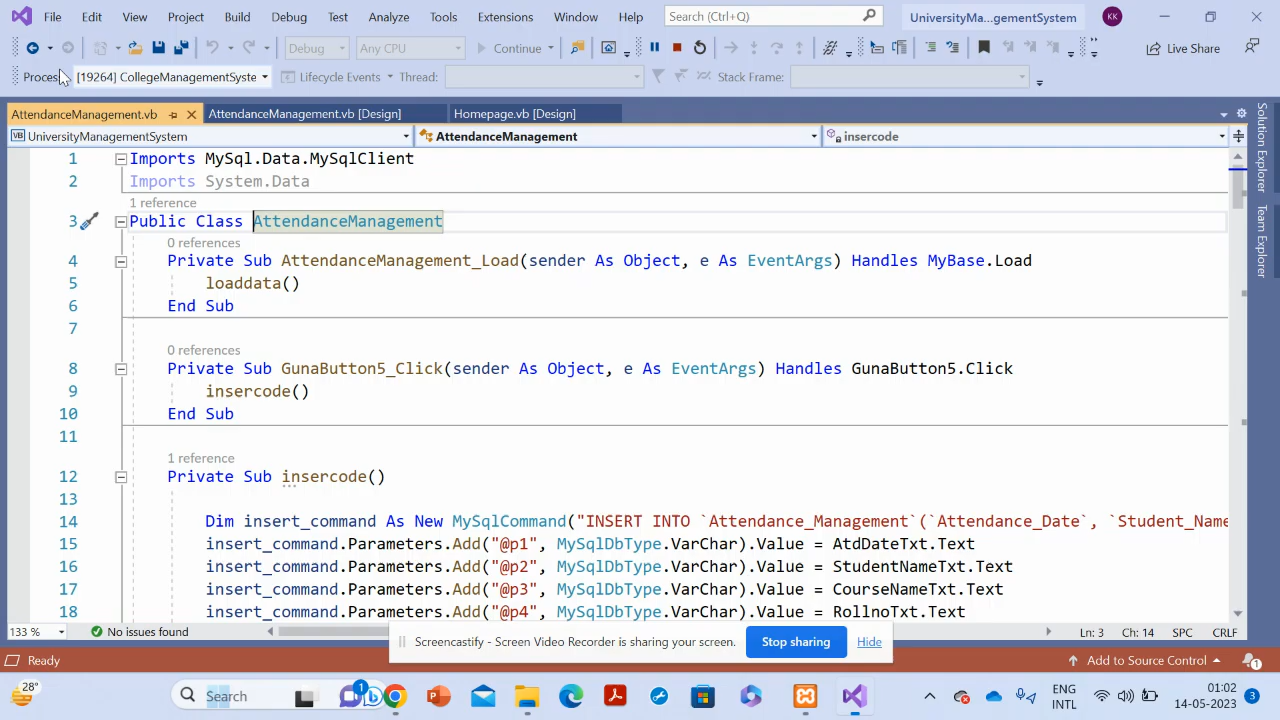 File Edit View Project Build Debug Test Analyze Tools Extensions Window Help Search (Ctrl+Q) UniversityMa...gementSystem KK
Debug Any CPU Continue Live Share
Proces [19264] CollegeManagementSyste Lifecycle Events Thread: Stack Frame:
AttendanceManagement.vb AttendanceManagement.vb [Design] Homepage.vb [Design]
VB UniversityManagementSystem AttendanceManagement insercode
1 Imports MySql.Data.MySqlClient
2 Imports System.Data
1 reference
3 Public Class AttendanceManagement
0 references
4 Private Sub AttendanceManagement_Load(sender As Object, e As EventArgs) Handles MyBase.Load
5 loaddata()
6 End Sub
7
0 references
8 Private Sub GunaButton5_Click(sender As Object, e As EventArgs) Handles GunaButton5.Click
9 insercode()
10 End Sub
11
1 reference
12 Private Sub insercode()
13
14 Dim insert_command As New MySqlCommand("INSERT INTO `Attendance_Management`(`Attendance_Date`, `Student_Name
15 insert_command.Parameters.Add("@p1", MySqlDbType.VarChar).Value = AtdDateTxt.Text
16 insert_command.Parameters.Add("@p2", MySqlDbType.VarChar).Value = StudentNameTxt.Text
17 insert_command.Parameters.Add("@p3", MySqlDbType.VarChar).Value = CourseNameTxt.Text
18 insert_command.Parameters.Add("@p4", MySqlDbType.VarChar).Value = RollnoTxt.Text
133 % No issues found Ln: 3 Ch: 14 SPC CRLF
Screencastify - Screen Video Recorder is sharing your screen. Stop sharing Hide
Ready Add to Source Control 1
28° Search 1 ENG 01:02
INTL 14-05-2023 3
Solution Explorer
Team Explorer